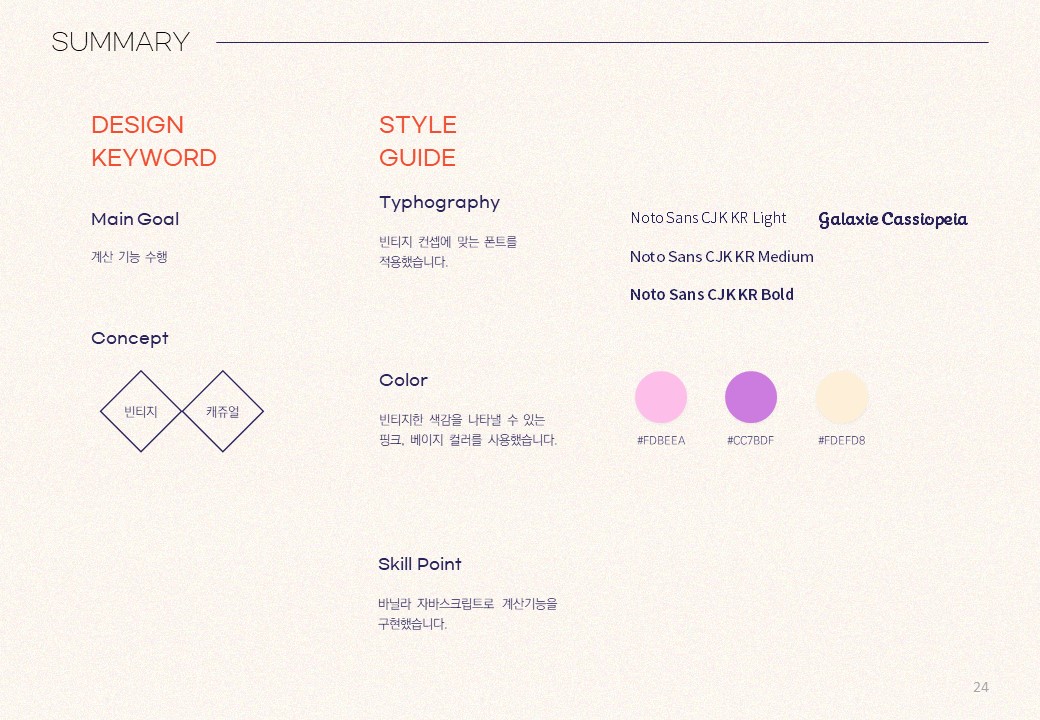 SUMMARY
DESIGN
KEYWORD
Main Goal
계산 기능 수행
Concept
빈티지
캐쥬얼
STYLE
GUIDE
Typhography
빈티지 컨셉에 맞는 폰트를
적용했습니다.
Noto Sans CJK KR Light
Galaxie Cassiopeia
Noto Sans CJK KR Medium
Noto Sans CJK KR Bold
Color
빈티지한 색감을 나타낼 수 있는
핑크, 베이지 컬러를 사용했습니다.
#FDBEEA
#CC7BDF
#FDEFD8
Skill Point
바닐라 자바스크립트로 계산기능을
구현했습니다.
24